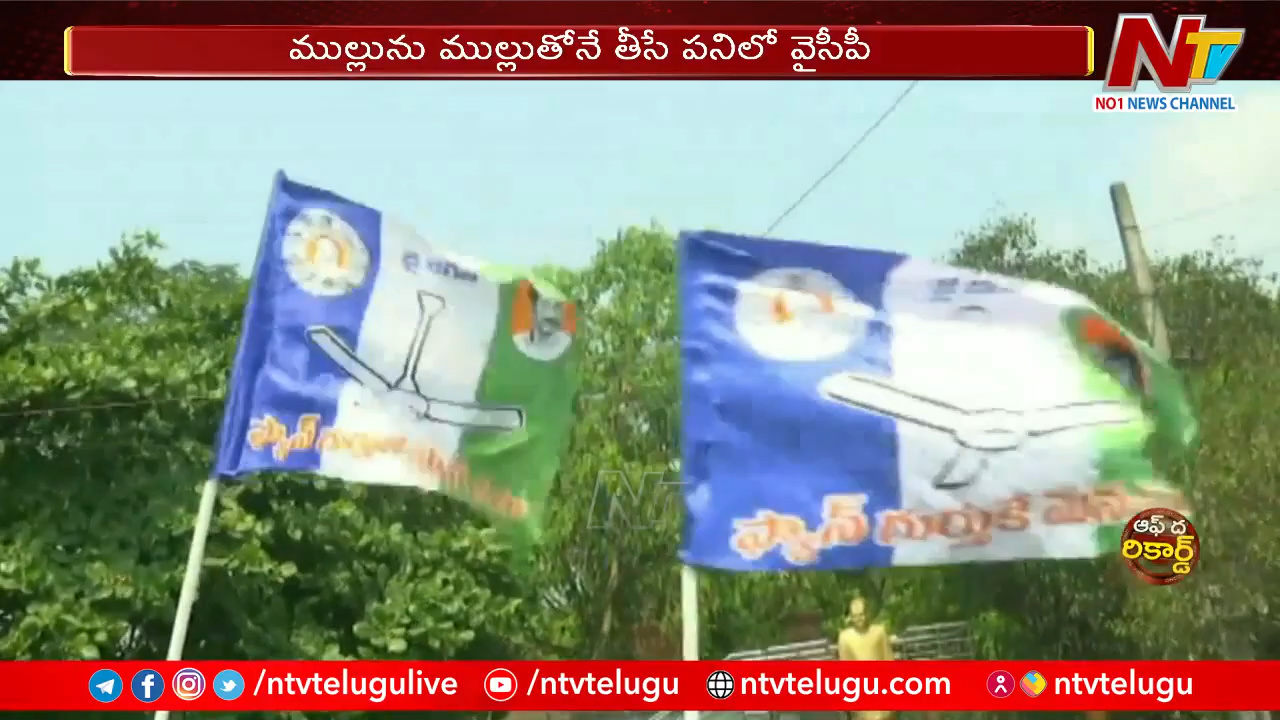 ముల్లును ముల్లుతోనే తీసే పనిలో వైసీపీ
NTV
NO1 NEWS CHANNEL
ఫ్యాన్ గుర్తుకే
ఫ్యాన్ గుర్తుకే
ఆఫ్ ద
రికార్డ్
/ntvtelugulive /ntvtelugu ntvtelugu.com ntvtelugu